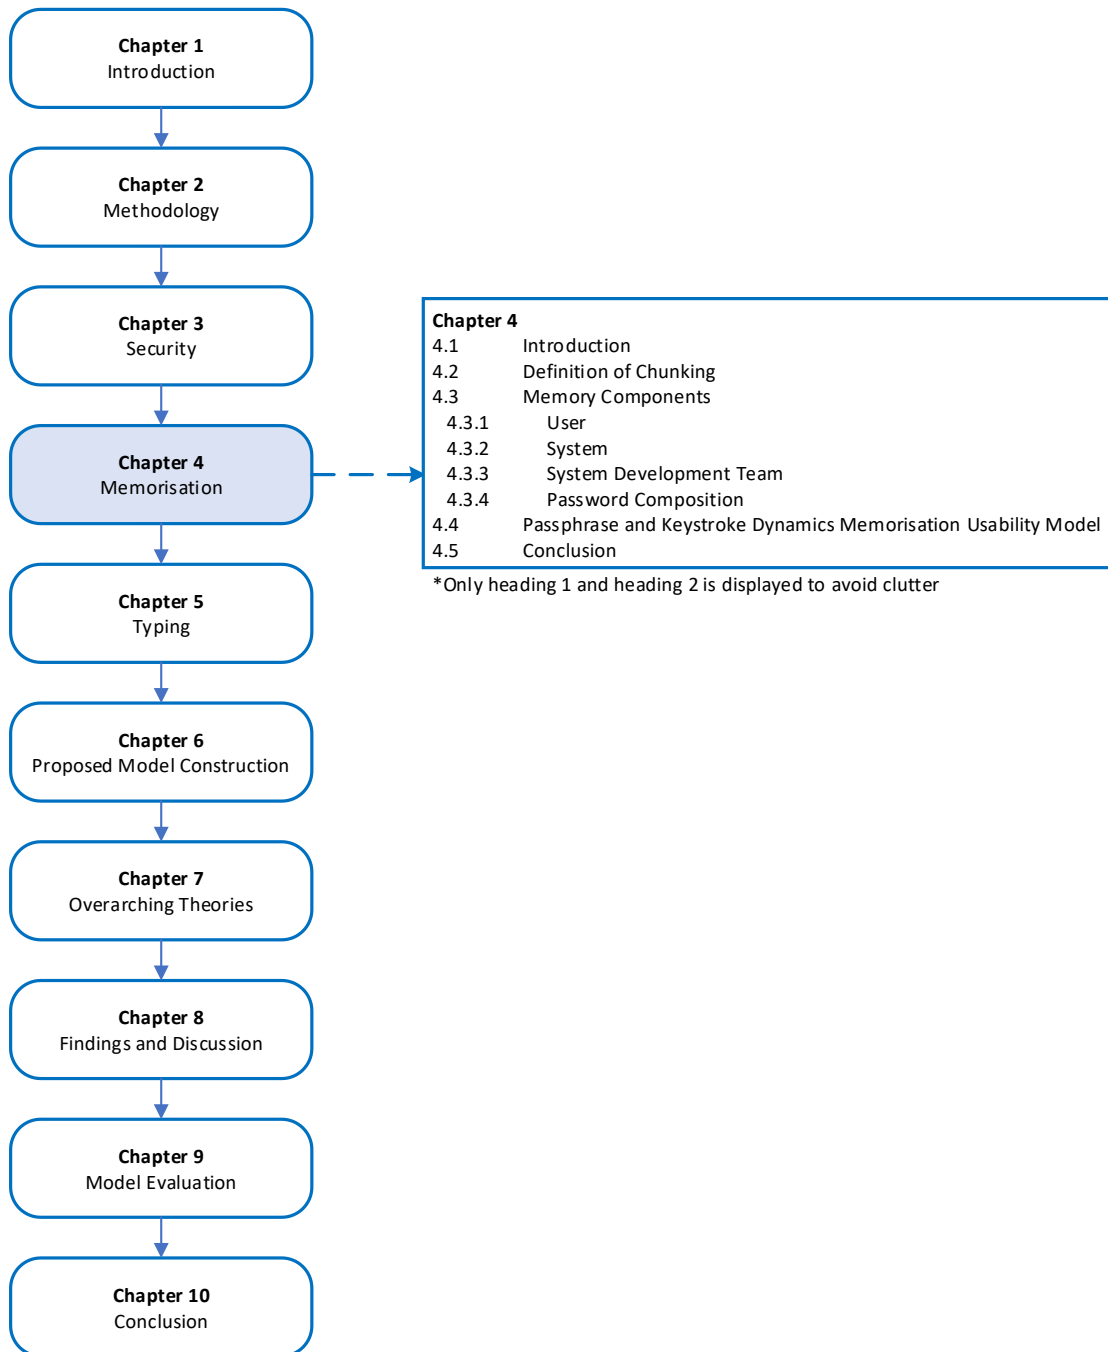 Chapter 1
Introduction
Chapter 2
Methodology
Chapter 3
Security
Chapter 4
Memorisation
Chapter 4
4.1 Introduction
4.2 Definition of Chunking
4.3 Memory Components
4.3.1 User
4.3.2 System
4.3.3 System Development Team
4.3.4 Password Composition
4.4 Passphrase and Keystroke Dynamics Memorisation Usability Model
4.5 Conclusion
*Only heading 1 and heading 2 is displayed to avoid clutter
Chapter 5
Typing
Chapter 6
Proposed Model Construction
Chapter 7
Overarching Theories
Chapter 8
Findings and Discussion
Chapter 9
Model Evaluation
Chapter 10
Conclusion